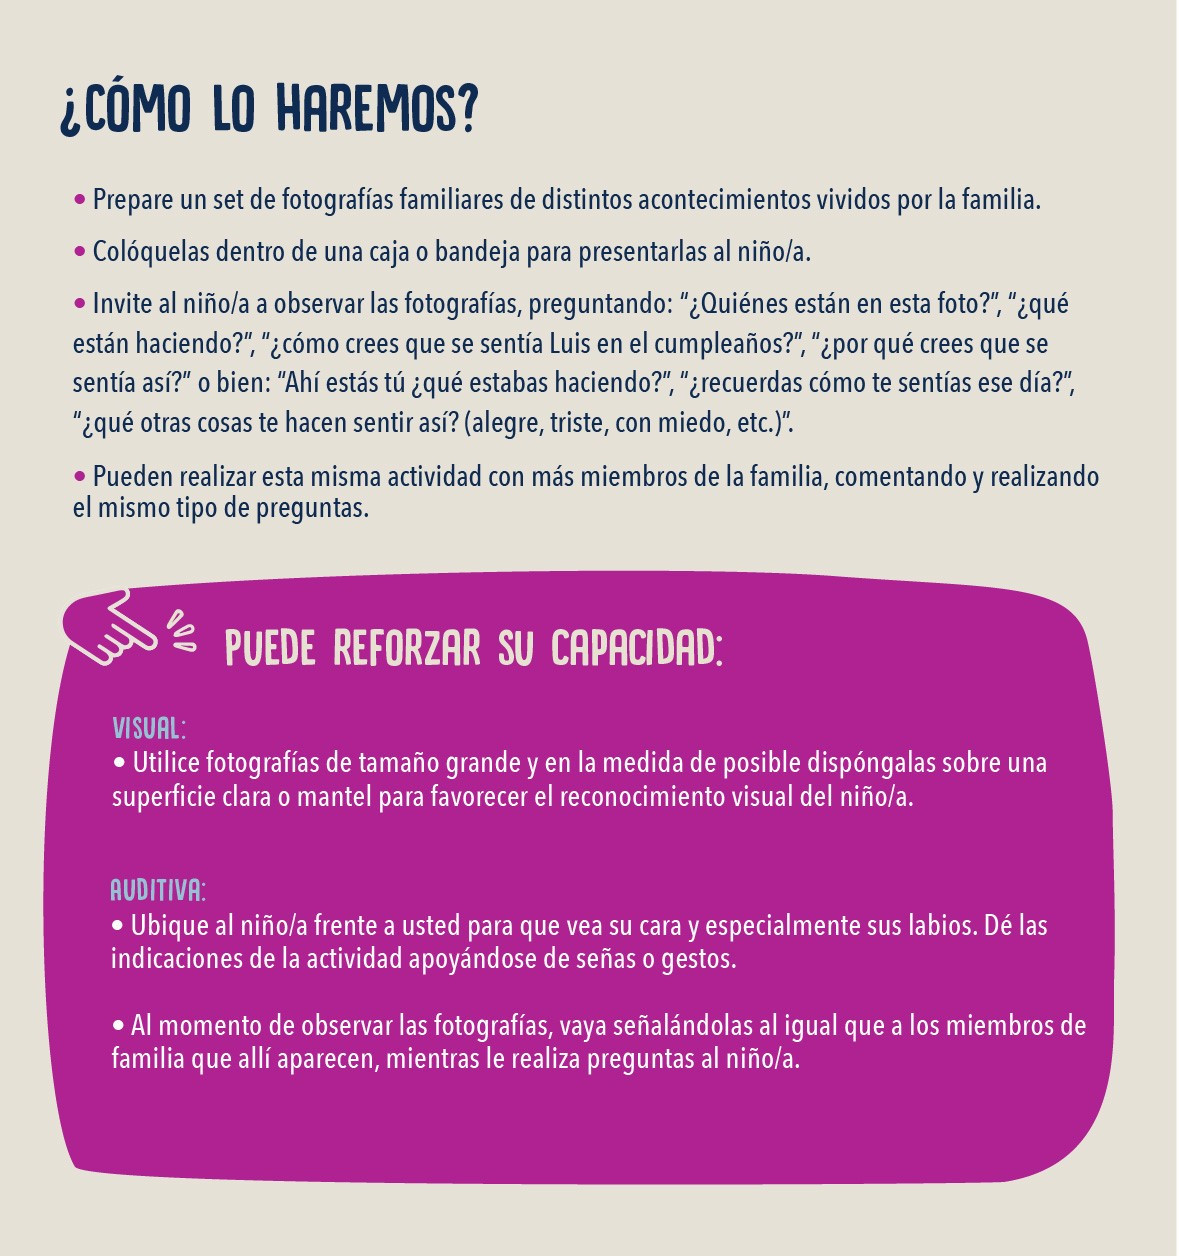 ¿CÓMO LO HAREMOS?
• Prepare un set de fotografías familiares de distintos acontecimientos vividos por la familia.
• Colóquelas dentro de una caja o bandeja para presentarlas al niño/a.
• Invite al niño/a a observar las fotografías, preguntando: “¿Quiénes están en esta foto?”, “¿qué
están haciendo?”, “¿cómo crees que se sentía Luis en el cumpleaños?”, “¿por qué crees que se
sentía así?” o bien: “Ahí estás tú ¿qué estabas haciendo?”, “¿recuerdas cómo te sentías ese día?”,
“¿qué otras cosas te hacen sentir así? (alegre, triste, con miedo, etc.)”.
• Pueden realizar esta misma actividad con más miembros de la familia, comentando y realizando
el mismo tipo de preguntas.
PUEDE REFORZAR SU CAPACIDAD:
VISUAL:
• Utilice fotografías de tamaño grande y en la medida de posible dispóngalas sobre una
superficie clara o mantel para favorecer el reconocimiento visual del niño/a.
AUDITIVA:
• Ubique al niño/a frente a usted para que vea su cara y especialmente sus labios. Dé las
indicaciones de la actividad apoyándose de señas o gestos.
• Al momento de observar las fotografías, vaya señalándolas al igual que a los miembros de
familia que allí aparecen, mientras le realiza preguntas al niño/a.